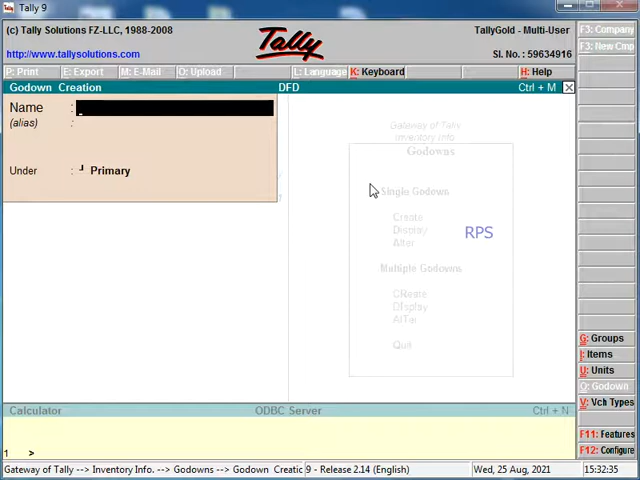 Tally 9
(c) Tally Solutions FZ-LLC, 1988-2008
TallyGold - Multi-User
http://www.tallysolutions.com
Sl. No. : 59634916
Tally
F3: Company
F3: New Cmp
P: Print
E: Export
M: E-Mail
O: Upload
L: Language
K: Keyboard
H: Help
Godown Creation
DFD
Ctrl + M
Name :
(alias) :
Under : ┘ Primary
Gateway of Tally
Inventory Info.
Godowns
Single Godown
Create
Display
Alter
RPS
Multiple Godowns
CReate
DIsplay
AlTer
Quit
G: Groups
I: Items
U: Units
O: Godown
V: Vch Types
F11: Features
F12: Configure
Calculator
ODBC Server
Ctrl + N
1 >
Gateway of Tally --> Inventory Info. --> Godowns --> Godown Creatic
9 - Release 2.14 (English)
Wed, 25 Aug, 2021
15:32:35